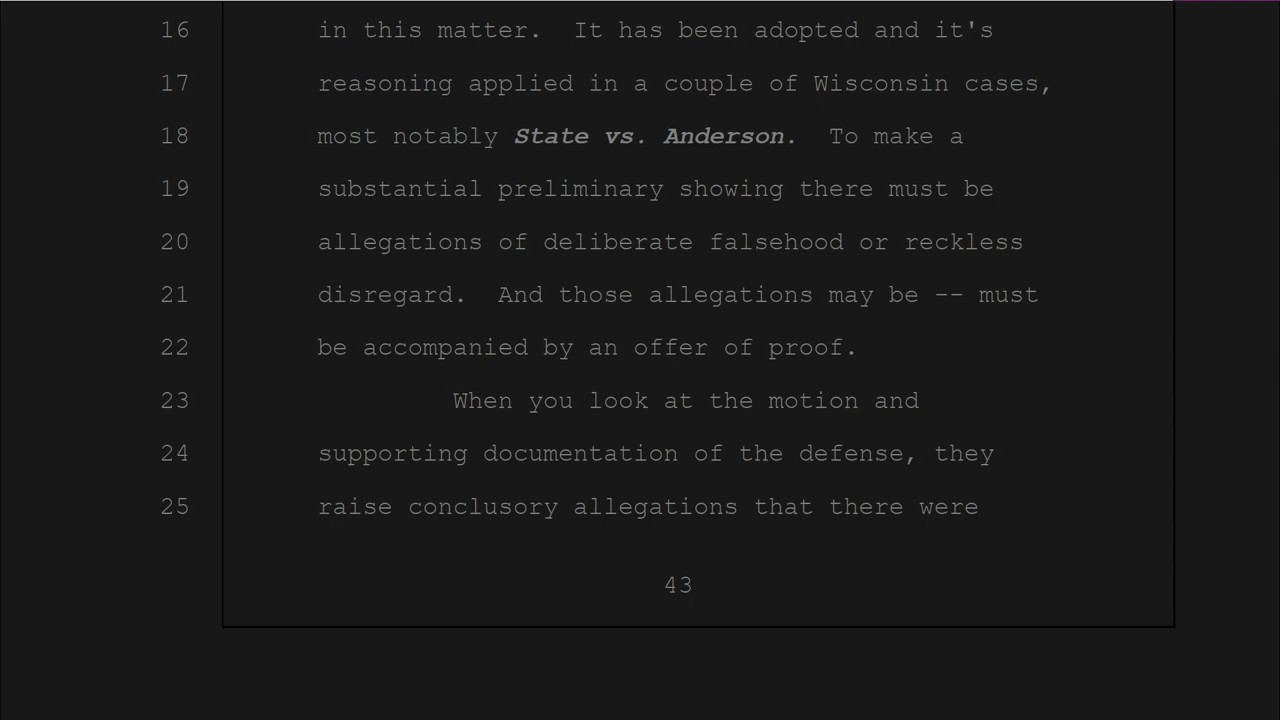 16 in this matter.  It has been adopted and it's
17 reasoning applied in a couple of Wisconsin cases,
18 most notably State vs. Anderson.  To make a
19 substantial preliminary showing there must be
20 allegations of deliberate falsehood or reckless
21 disregard.  And those allegations may be -- must
22 be accompanied by an offer of proof.
23 When you look at the motion and
24 supporting documentation of the defense, they
25 raise conclusory allegations that there were
43